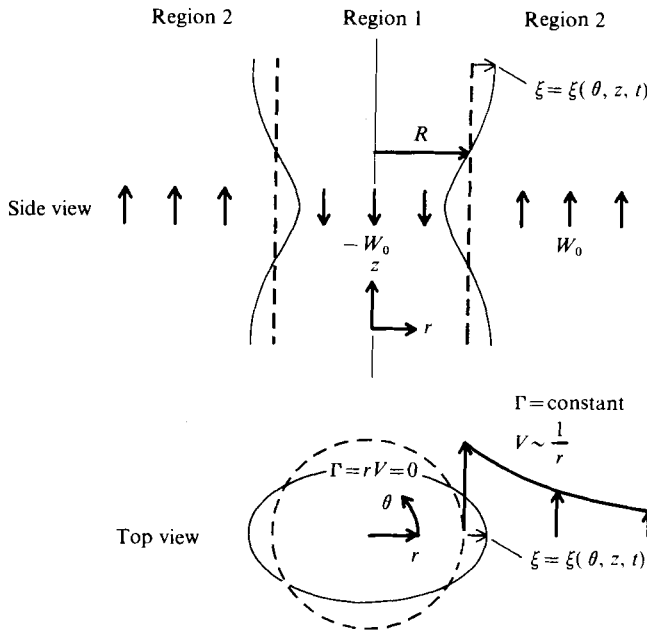 Region 2
Region 1
Region 2
ξ = ξ( θ, z, t)
R
Side view
− W₀
W₀
z
r
Γ = constant
V ~ 1/r
Γ = rV = 0
θ
r
Top view
ξ = ξ( θ, z, t)